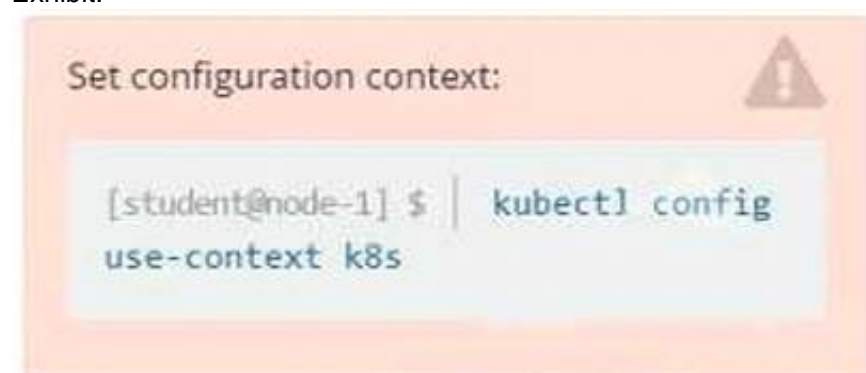 Set configuration context:
[student@node-1] $ | kubectl config
use-context k8s